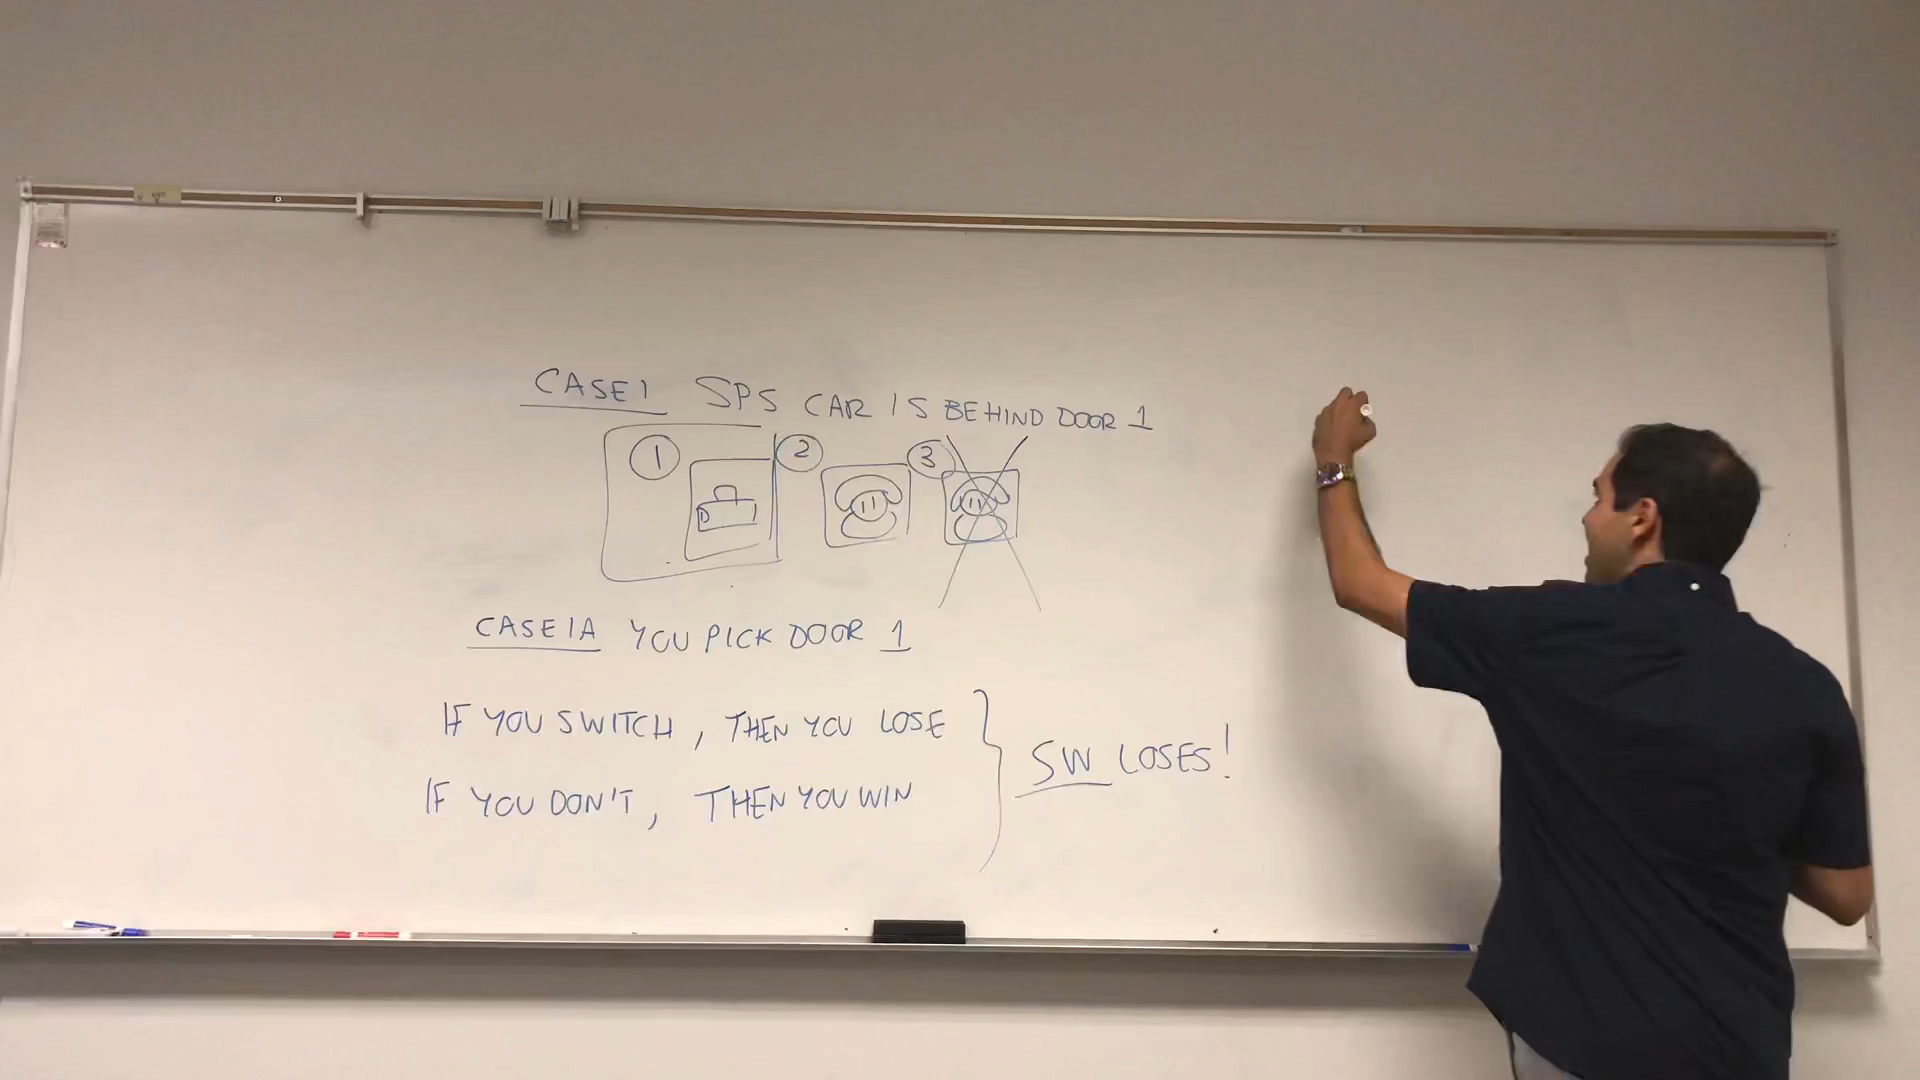 CASE 1 SPS CAR IS BEHIND DOOR 1
1 2 3
CASE 1A YOU PICK DOOR 1
IF YOU SWITCH, THEN YOU LOSE
IF YOU DON'T, THEN YOU WIN
SW LOSES!